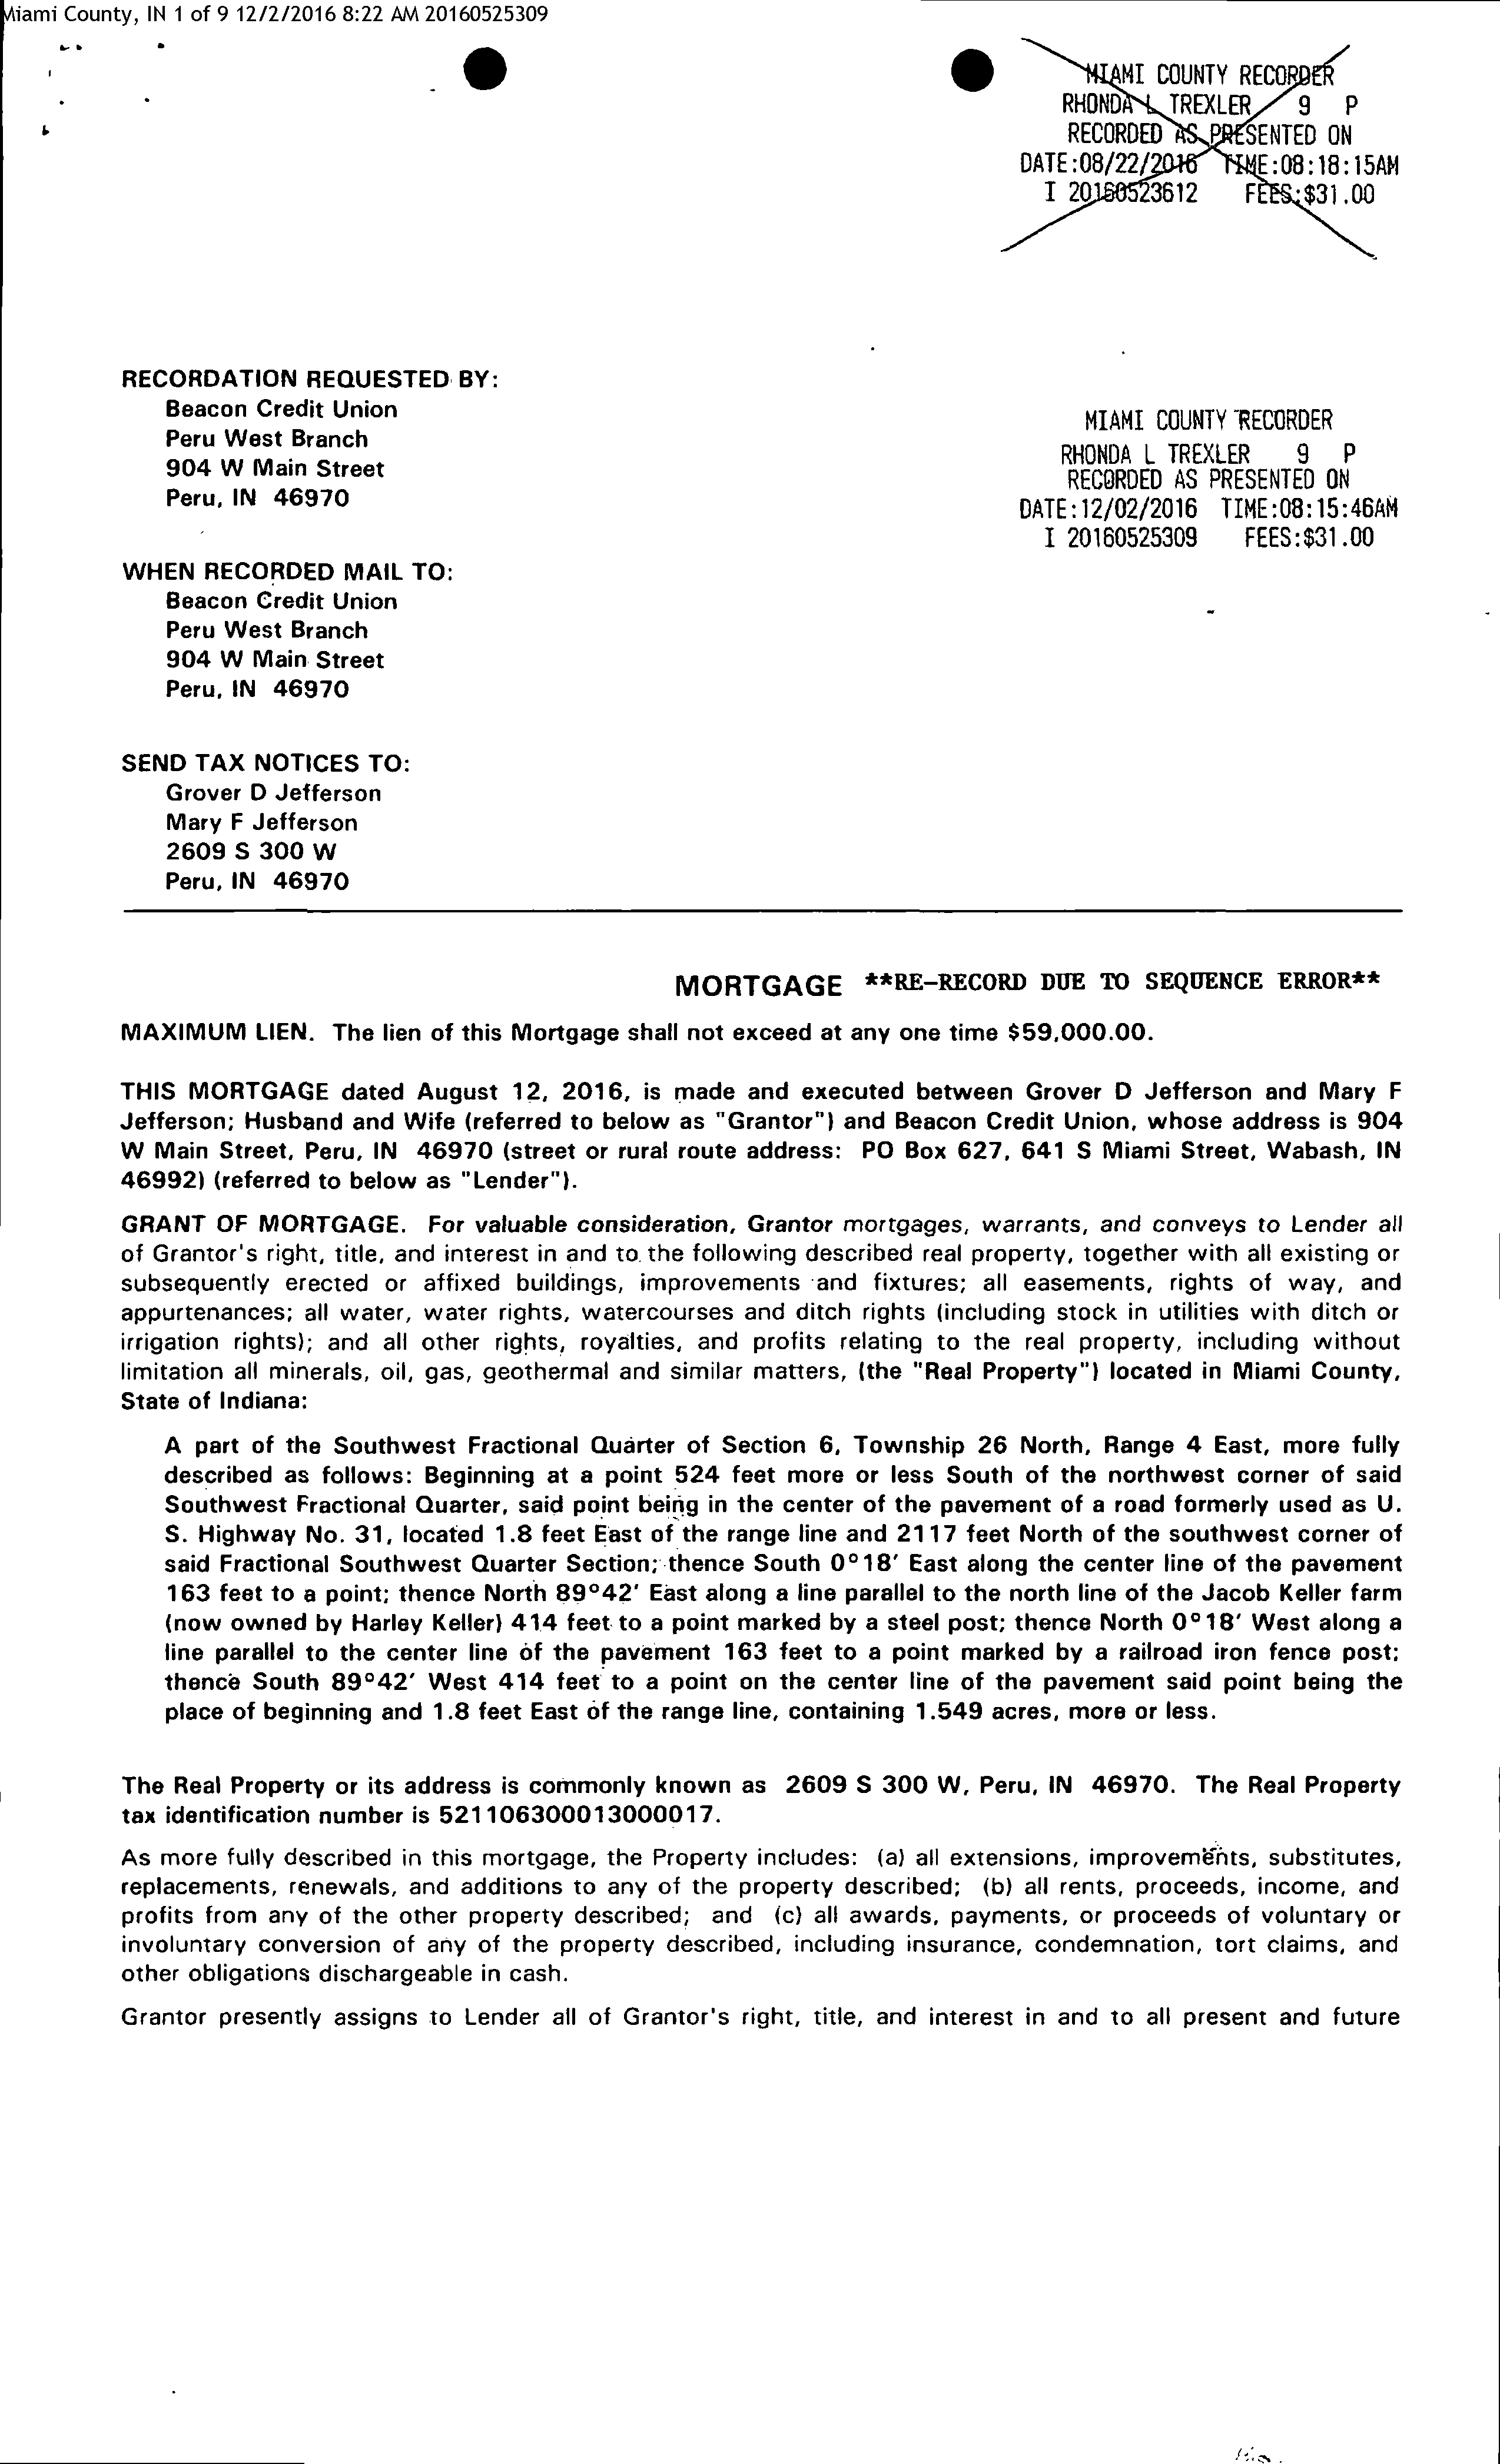 Miami County, IN 1 of 9 12/2/2016 8:22 AM 20160525309
MIAMI COUNTY RECORDER
RHONDA L TREXLER 9 P
RECORDED AS PRESENTED ON
DATE:08/22/2016 TIME:08:18:15AM
I 20160523612 FEES:$31.00
RECORDATION REQUESTED BY:
Beacon Credit Union
Peru West Branch
904 W Main Street
Peru, IN 46970
MIAMI COUNTY RECORDER
RHONDA L TREXLER 9 P
RECORDED AS PRESENTED ON
DATE:12/02/2016 TIME:08:15:46AM
I 20160525309 FEES:$31.00
WHEN RECORDED MAIL TO:
Beacon Credit Union
Peru West Branch
904 W Main Street
Peru, IN 46970
SEND TAX NOTICES TO:
Grover D Jefferson
Mary F Jefferson
2609 S 300 W
Peru, IN 46970
MORTGAGE **RE-RECORD DUE TO SEQUENCE ERROR**
MAXIMUM LIEN. The lien of this Mortgage shall not exceed at any one time $59,000.00.
THIS MORTGAGE dated August 12, 2016, is made and executed between Grover D Jefferson and Mary F
Jefferson; Husband and Wife (referred to below as "Grantor") and Beacon Credit Union, whose address is 904
W Main Street, Peru, IN 46970 (street or rural route address: PO Box 627, 641 S Miami Street, Wabash, IN
46992) (referred to below as "Lender").
GRANT OF MORTGAGE. For valuable consideration, Grantor mortgages, warrants, and conveys to Lender all
of Grantor's right, title, and interest in and to the following described real property, together with all existing or
subsequently erected or affixed buildings, improvements and fixtures; all easements, rights of way, and
appurtenances; all water, water rights, watercourses and ditch rights (including stock in utilities with ditch or
irrigation rights); and all other rights, royalties, and profits relating to the real property, including without
limitation all minerals, oil, gas, geothermal and similar matters, (the "Real Property") located in Miami County,
State of Indiana:
A part of the Southwest Fractional Quarter of Section 6, Township 26 North, Range 4 East, more fully
described as follows: Beginning at a point 524 feet more or less South of the northwest corner of said
Southwest Fractional Quarter, said point being in the center of the pavement of a road formerly used as U.
S. Highway No. 31, located 1.8 feet East of the range line and 2117 feet North of the southwest corner of
said Fractional Southwest Quarter Section; thence South 0°18' East along the center line of the pavement
163 feet to a point; thence North 89°42' East along a line parallel to the north line of the Jacob Keller farm
(now owned by Harley Keller) 414 feet to a point marked by a steel post; thence North 0°18' West along a
line parallel to the center line of the pavement 163 feet to a point marked by a railroad iron fence post;
thence South 89°42' West 414 feet to a point on the center line of the pavement said point being the
place of beginning and 1.8 feet East of the range line, containing 1.549 acres, more or less.
The Real Property or its address is commonly known as 2609 S 300 W, Peru, IN 46970. The Real Property
tax identification number is 521106300013000017.
As more fully described in this mortgage, the Property includes: (a) all extensions, improvements, substitutes,
replacements, renewals, and additions to any of the property described; (b) all rents, proceeds, income, and
profits from any of the other property described; and (c) all awards, payments, or proceeds of voluntary or
involuntary conversion of any of the property described, including insurance, condemnation, tort claims, and
other obligations dischargeable in cash.
Grantor presently assigns to Lender all of Grantor's right, title, and interest in and to all present and future